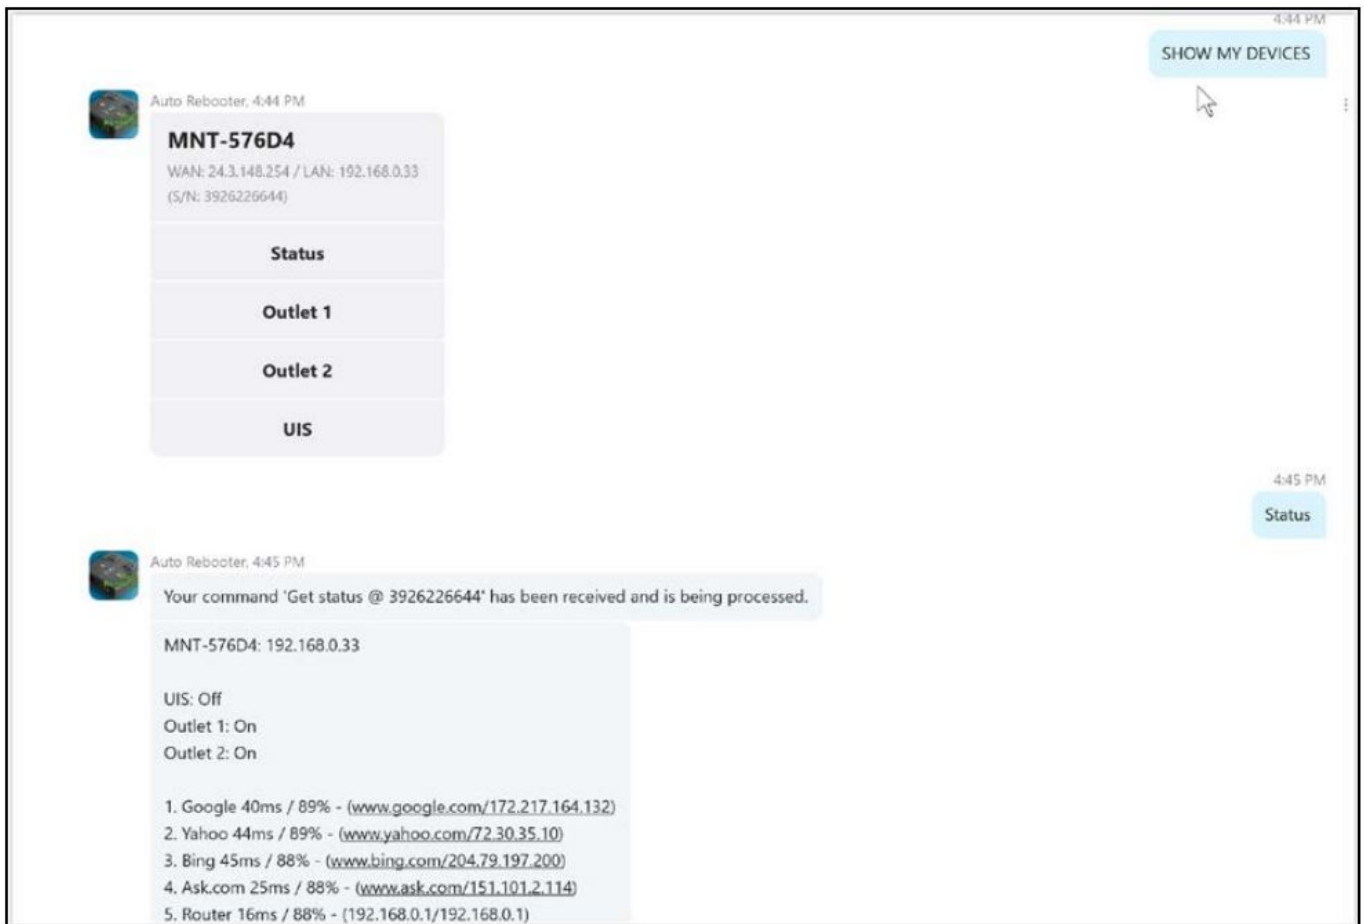 4:44 PM
SHOW MY DEVICES
Auto Rebooter, 4:44 PM
MNT-576D4
WAN: 24.3.148.254 / LAN: 192.168.0.33
(S/N: 3926226644)
Status
Outlet 1
Outlet 2
UIS
4:45 PM
Status
Auto Rebooter, 4:45 PM
Your command 'Get status @ 3926226644' has been received and is being processed.
MNT-576D4: 192.168.0.33
UIS: Off
Outlet 1: On
Outlet 2: On
1. Google 40ms / 89% - (www.google.com/172.217.164.132)
2. Yahoo 44ms / 89% - (www.yahoo.com/72.30.35.10)
3. Bing 45ms / 88% - (www.bing.com/204.79.197.200)
4. Ask.com 25ms / 88% - (www.ask.com/151.101.2.114)
5. Router 16ms / 88% - (192.168.0.1/192.168.0.1)